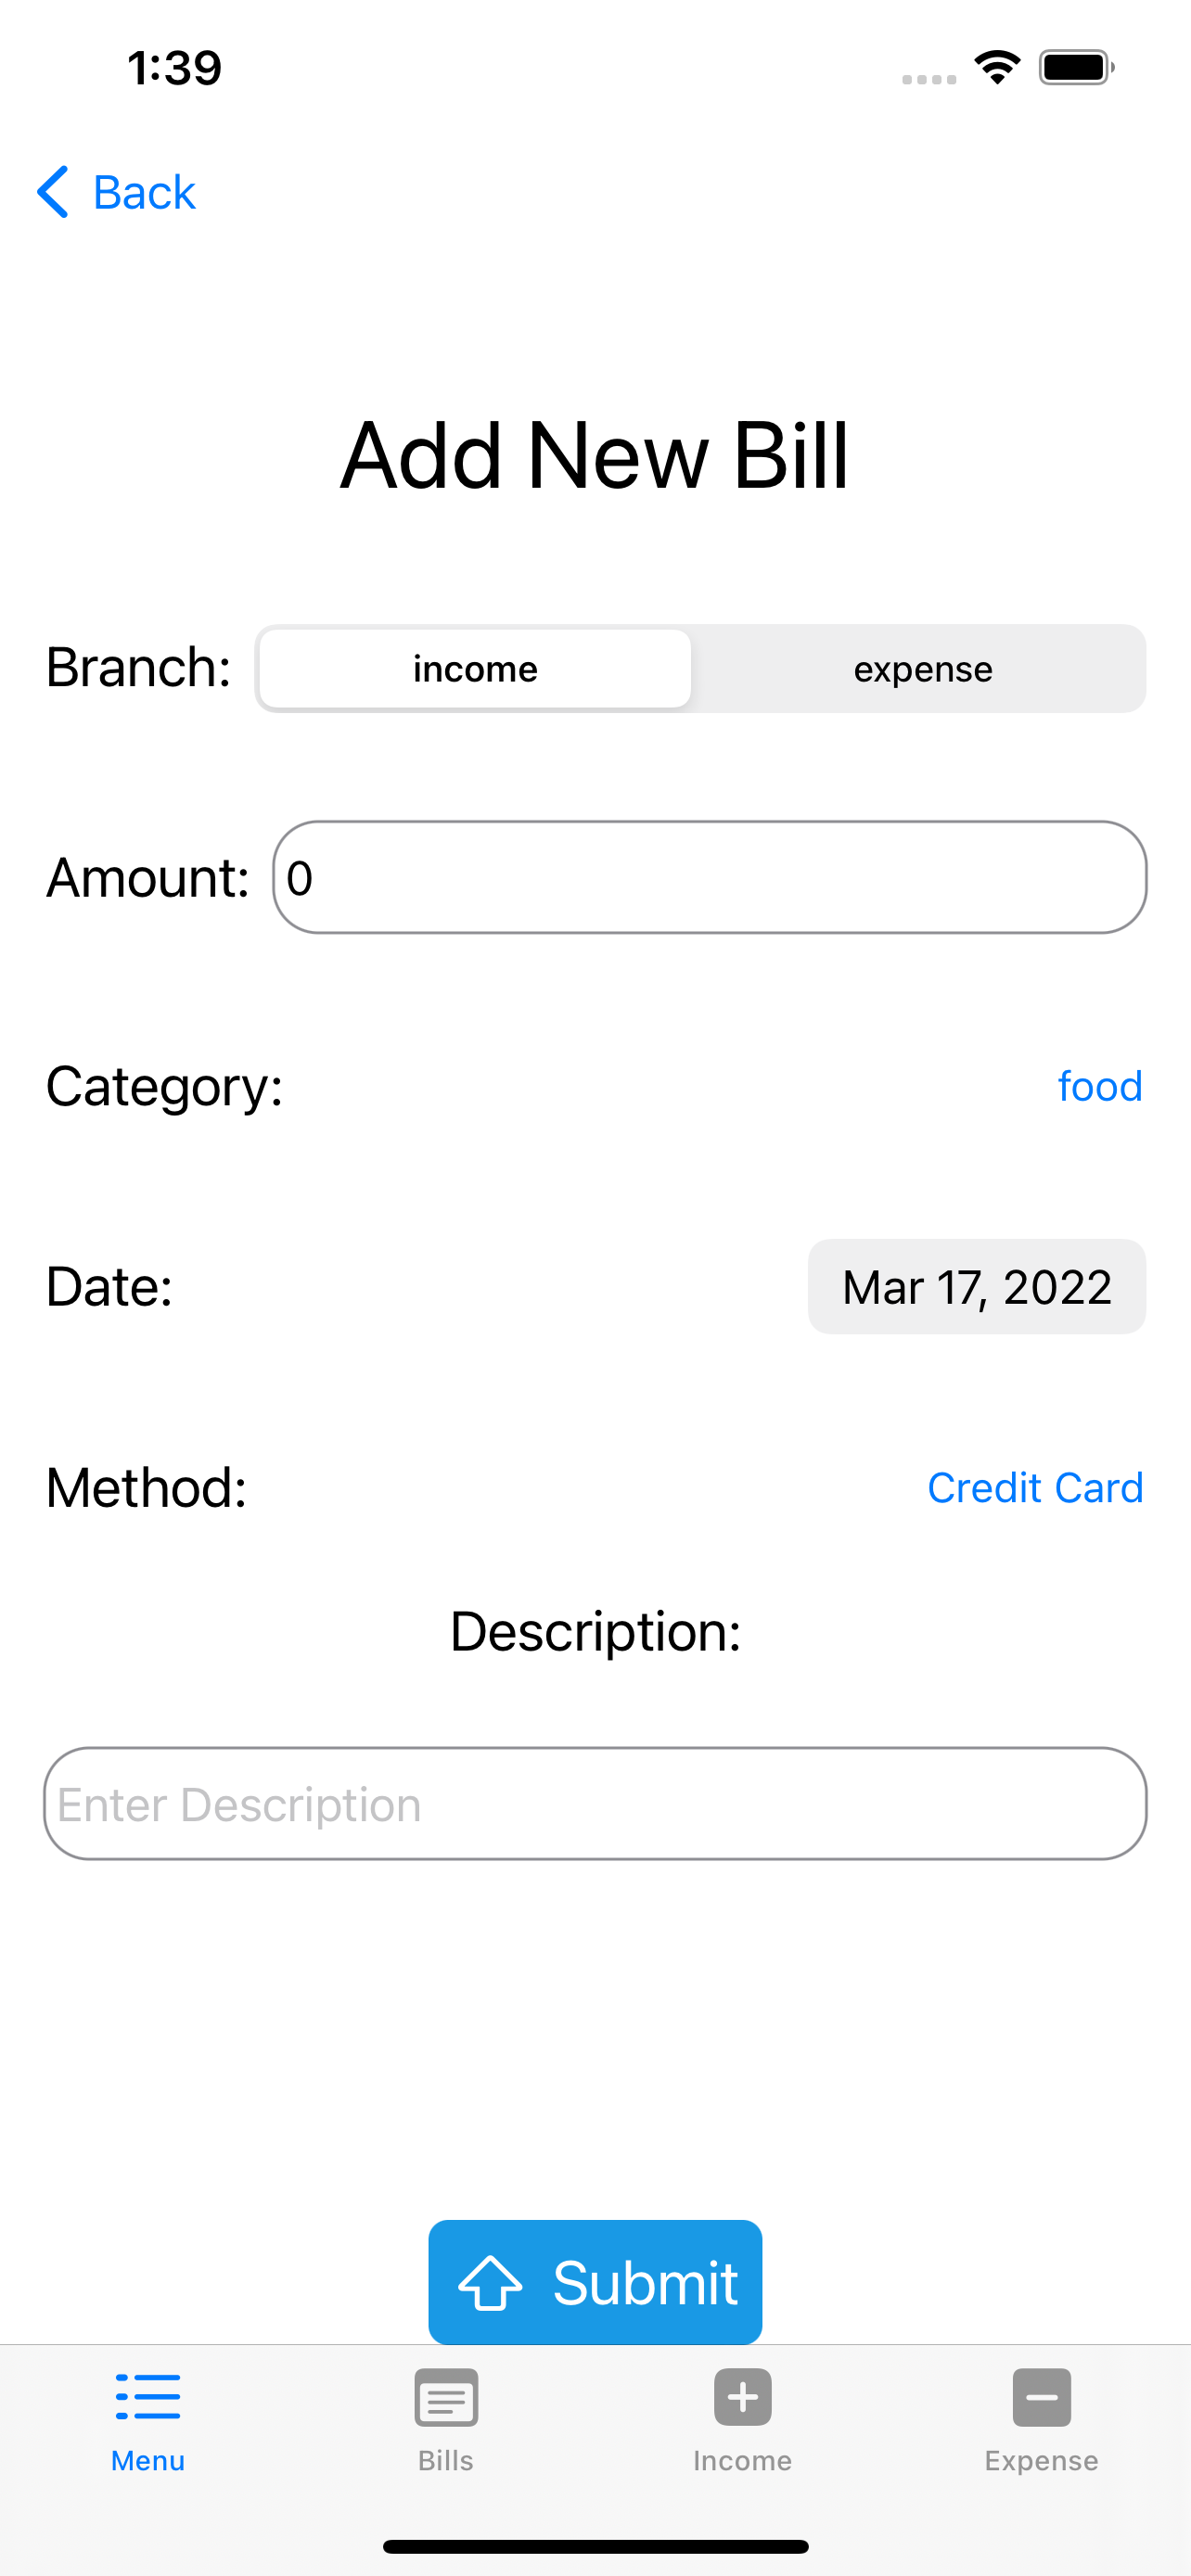 1:39
Back
Add New Bill
Branch: income expense
Amount: 0
Category: food
Date: Mar 17, 2022
Method: Credit Card
Description:
Enter Description
Submit
Menu Bills Income Expense